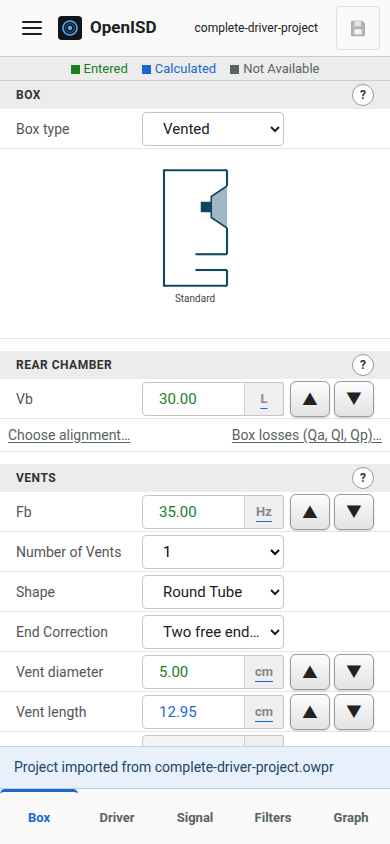 OpenISD complete-driver-project
Entered Calculated Not Available
BOX ?
Box type Vented
Standard
REAR CHAMBER ?
Vb 30.00 L ▲ ▼
Choose alignment... Box losses (Qa, Ql, Qp)...
VENTS ?
Fb 35.00 Hz ▲ ▼
Number of Vents 1
Shape Round Tube
End Correction Two free end...
Vent diameter 5.00 cm ▲ ▼
Vent length 12.95 cm ▲ ▼
Project imported from complete-driver-project.owpr
Box Driver Signal Filters Graph